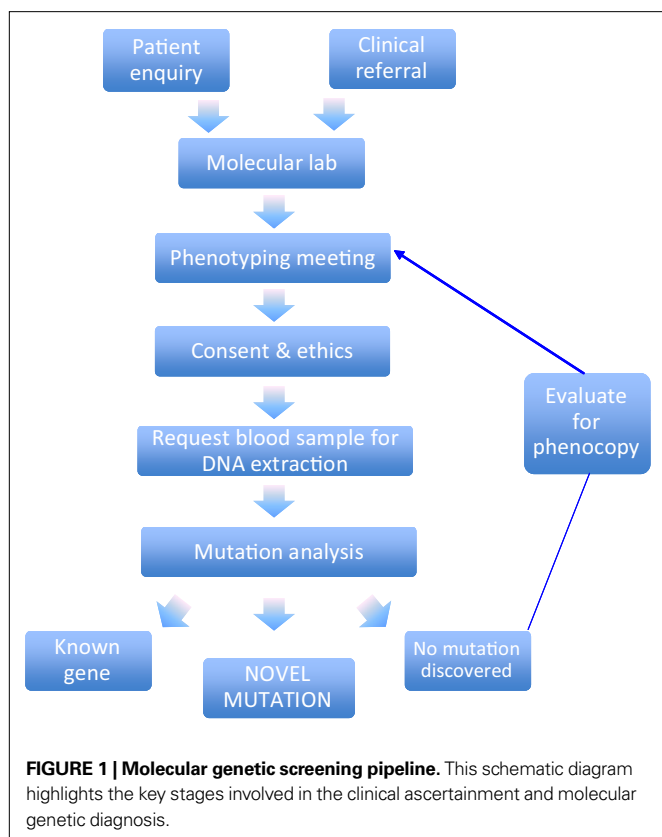 Patient
enquiry
Clinical
referral
Molecular lab
Phenotyping meeting
Consent & ethics
Request blood sample for
DNA extraction
Mutation analysis
Evaluate
for
phenocopy
Known
gene
NOVEL
MUTATION
No mutation
discovered
FIGURE 1 | Molecular genetic screening pipeline. This schematic diagram
highlights the key stages involved in the clinical ascertainment and molecular
genetic diagnosis.